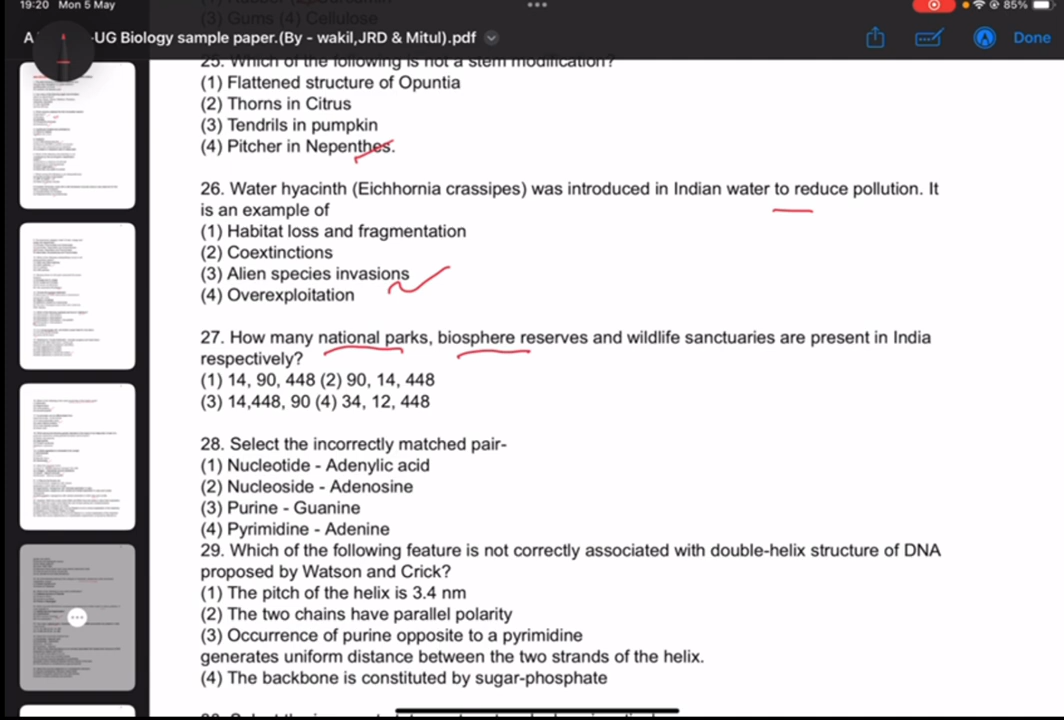 19:20 Mon 5 May
85%
(3) Gums (4) Cellulose
A
-UG Biology sample paper.(By - wakil,JRD & Mitul).pdf
Done
25. Which of the following is not a stem modification?
(1) Flattened structure of Opuntia
(2) Thorns in Citrus
(3) Tendrils in pumpkin
(4) Pitcher in Nepenthes.
26. Water hyacinth (Eichhornia crassipes) was introduced in Indian water to reduce pollution. It
is an example of
(1) Habitat loss and fragmentation
(2) Coextinctions
(3) Alien species invasions
(4) Overexploitation
27. How many national parks, biosphere reserves and wildlife sanctuaries are present in India
respectively?
(1) 14, 90, 448 (2) 90, 14, 448
(3) 14,448, 90 (4) 34, 12, 448
28. Select the incorrectly matched pair-
(1) Nucleotide - Adenylic acid
(2) Nucleoside - Adenosine
(3) Purine - Guanine
(4) Pyrimidine - Adenine
29. Which of the following feature is not correctly associated with double-helix structure of DNA
proposed by Watson and Crick?
(1) The pitch of the helix is 3.4 nm
(2) The two chains have parallel polarity
(3) Occurrence of purine opposite to a pyrimidine
generates uniform distance between the two strands of the helix.
(4) The backbone is constituted by sugar-phosphate